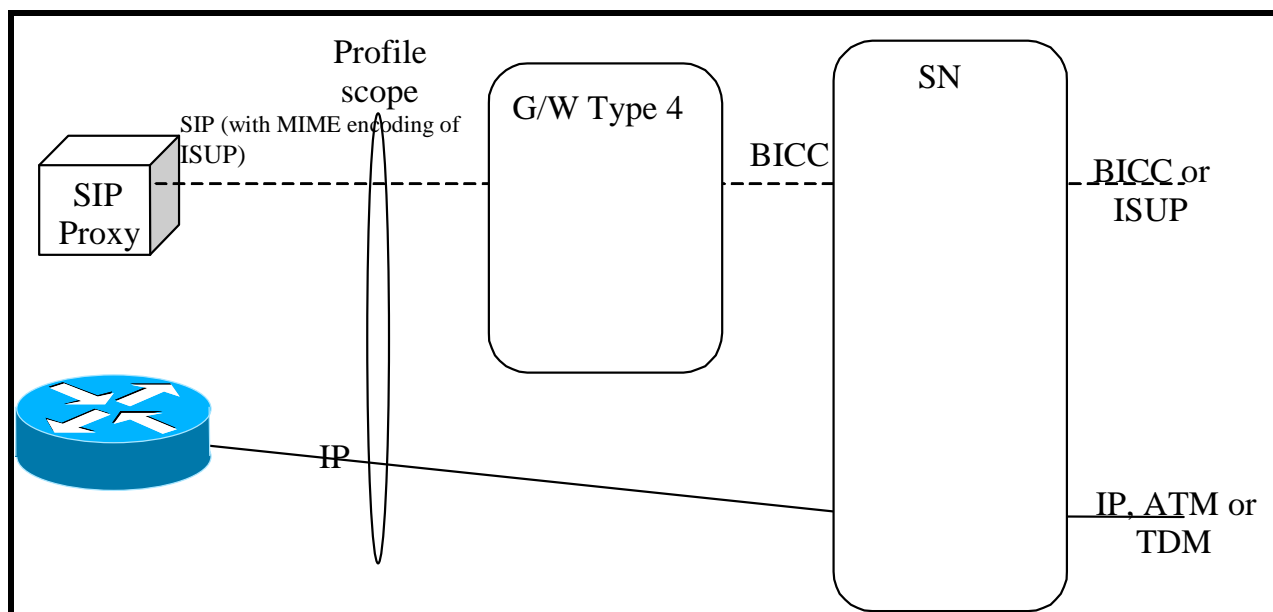 Profile
scope
SIP (with MIME encoding of
ISUP)
SIP
Proxy
G/W Type 4
BICC
SN
BICC or
ISUP
IP
IP, ATM or
TDM